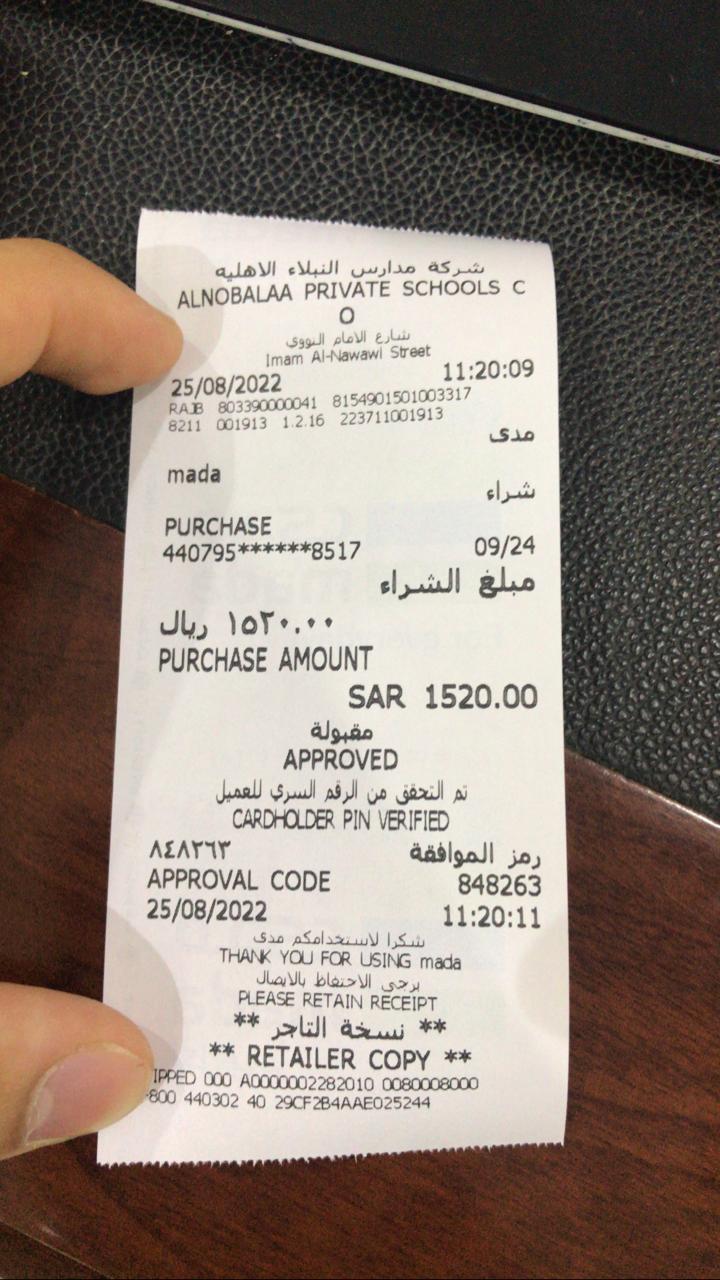 شركة مدارس النبلاء الاهليه
ALNOBALAA PRIVATE SCHOOLS C
O
شارع الامام النووي
Imam Al-Nawawi Street
25/08/2022 11:20:09
RAJB 803390000041 8154901501003317
8211 001913 1.2.16 223711001913
مدى
mada
شراء
PURCHASE
440795******8517 09/24
مبلغ الشراء
١٥٢٠.٠٠ ريال
PURCHASE AMOUNT
SAR 1520.00
مقبولة
APPROVED
تم التحقق من الرقم السري للعميل
CARDHOLDER PIN VERIFIED
رمز الموافقة ٨٤٨٢٦٣
APPROVAL CODE 848263
25/08/2022 11:20:11
شكرا لاستخدامكم مدى
THANK YOU FOR USING mada
يرجى الاحتفاظ بالايصال
PLEASE RETAIN RECEIPT
** نسخة التاجر **
** RETAILER COPY **
IPPED 000 A0000002282010 0080008000
800 440302 40 29CF2B4AAE025244